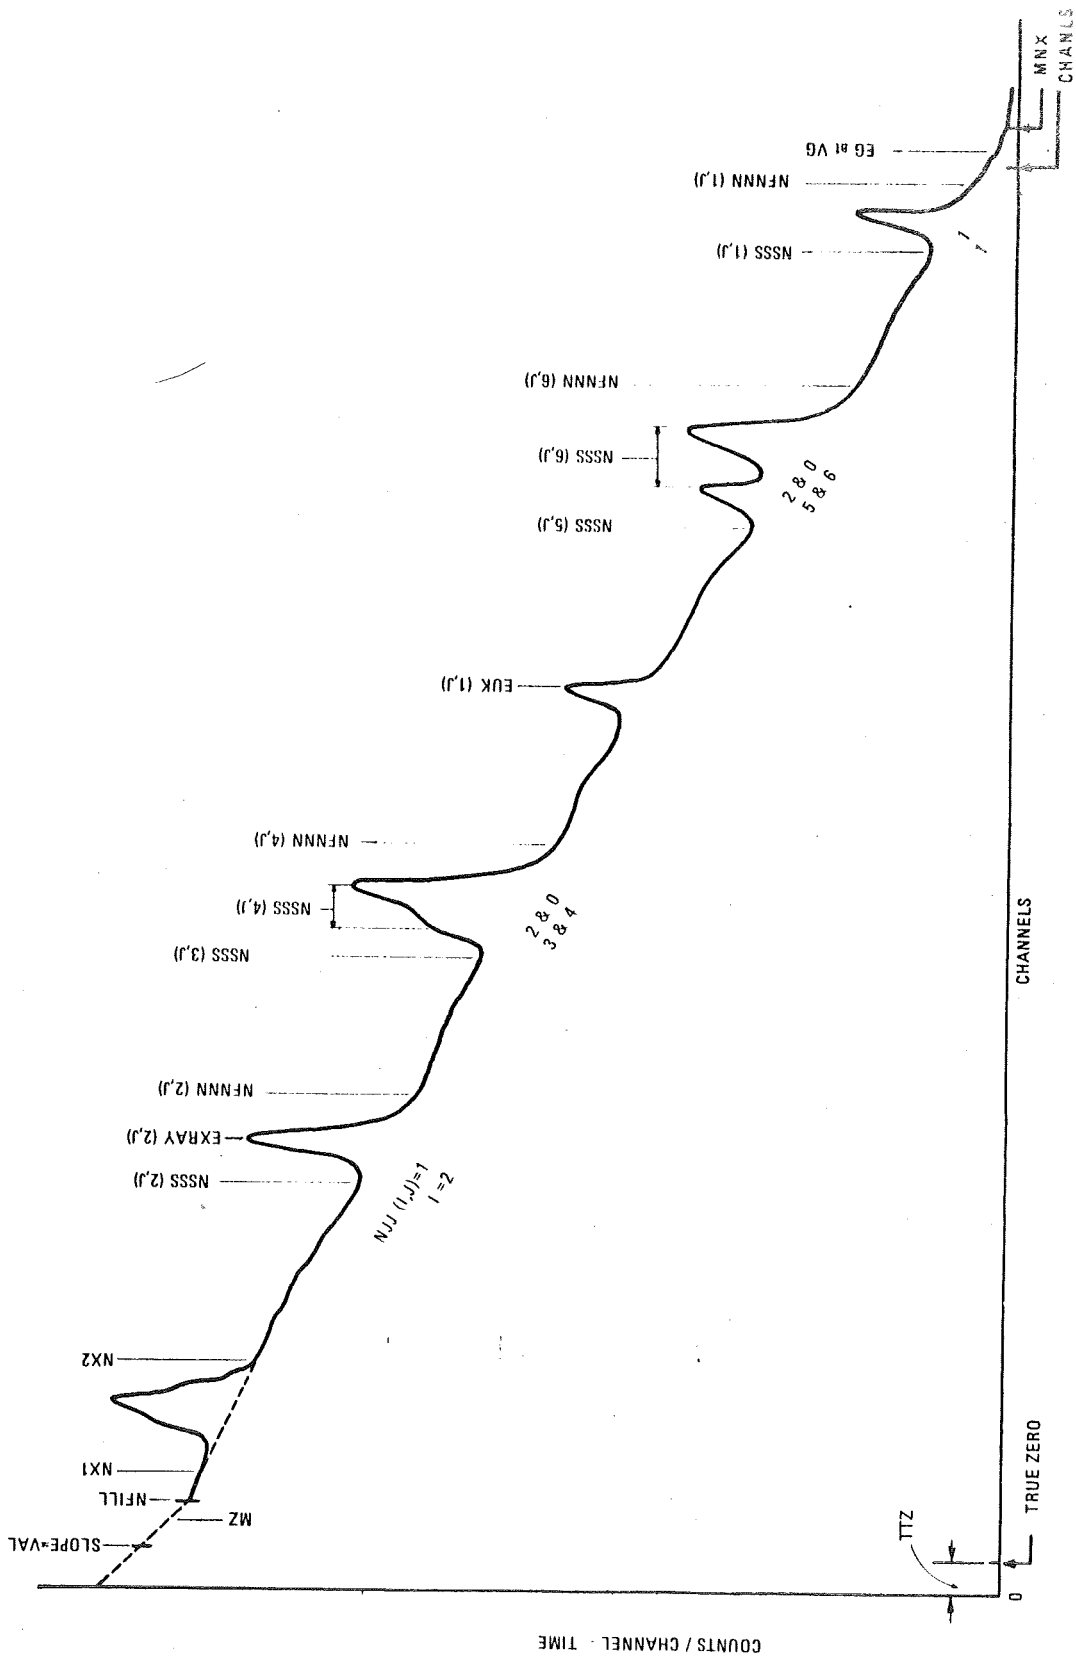 COUNTS / CHANNEL - TIME
SLOPE*VAL
MZ
NFILL
NX1
NX2
NSSS (2,J)
EXRAY (2,J)
NFNNN (2,J)
NJJ (I,J)=1
I =2
NSSS (3,J)
NSSS (4,J)
NFNNN (4,J)
2 & 0
3 & 4
EUK (1,J)
NSSS (5,J)
NSSS (6,J)
NFNNN (6,J)
2 & 0
5 & 6
NSSS (1,J)
NFNNN (1,J)
1
1
EG at VG
TTZ
0
TRUE ZERO
CHANNELS
MNX
CHANLS